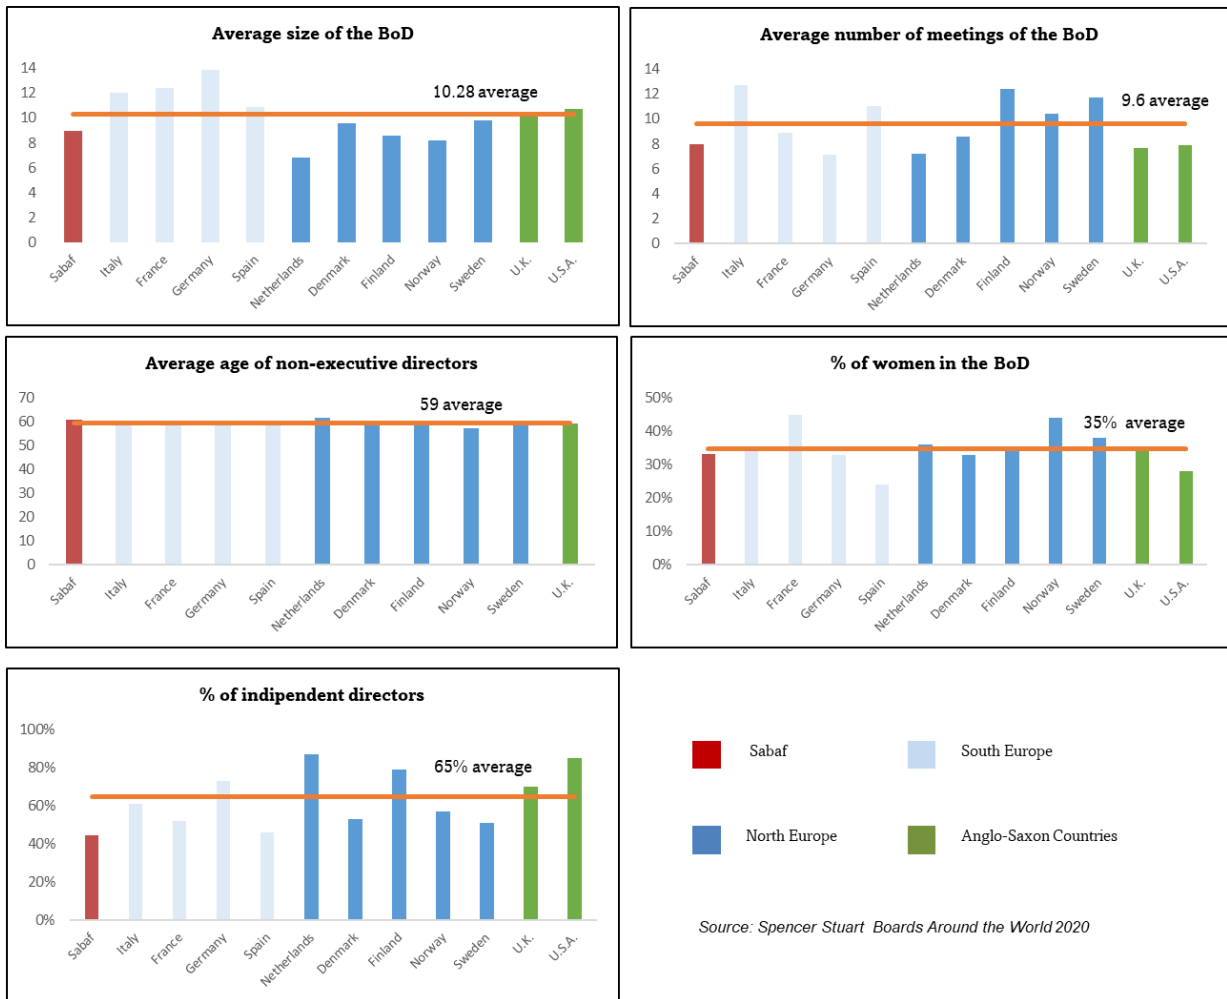 Average size of the BoD
14
12
10
8
6
4
2
0
10.28 average
Sabaf
Italy
France
Germany
Spain
Netherlands
Denmark
Finland
Norway
Sweden
U.K.
U.S.A.
Average number of meetings of the BoD
14
12
10
8
6
4
2
0
9.6 average
Sabaf
Italy
France
Germany
Spain
Netherlands
Denmark
Finland
Norway
Sweden
U.K.
U.S.A.
Average age of non-executive directors
70
60
50
40
30
20
10
0
59 average
Sabaf
Italy
France
Germany
Spain
Netherlands
Denmark
Finland
Norway
Sweden
U.K.
% of women in the BoD
50%
40%
30%
20%
10%
0%
35% average
Sabaf
Italy
France
Germany
Spain
Netherlands
Denmark
Finland
Norway
Sweden
U.K.
U.S.A.
% of indipendent directors
100%
80%
60%
40%
20%
0%
65% average
Sabaf
Italy
France
Germany
Spain
Netherlands
Denmark
Finland
Norway
Sweden
U.K.
U.S.A.
Sabaf
South Europe
North Europe
Anglo-Saxon Countries
Source: Spencer Stuart Boards Around the World 2020